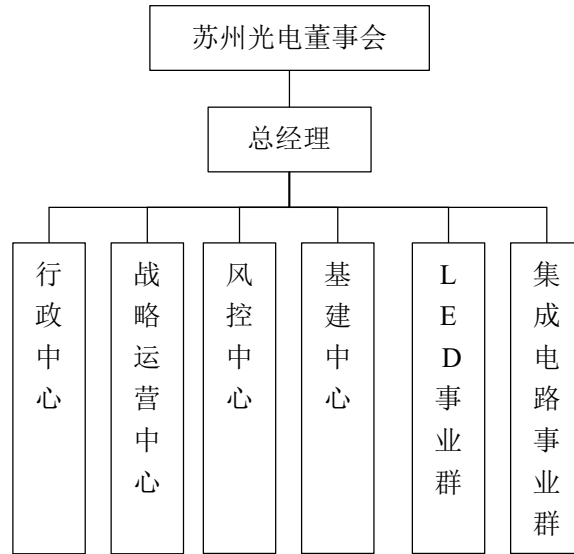 苏州光电董事会
总经理
行政中心
战略运营中心
风控中心
基建中心
LED事业群
集成电路事业群